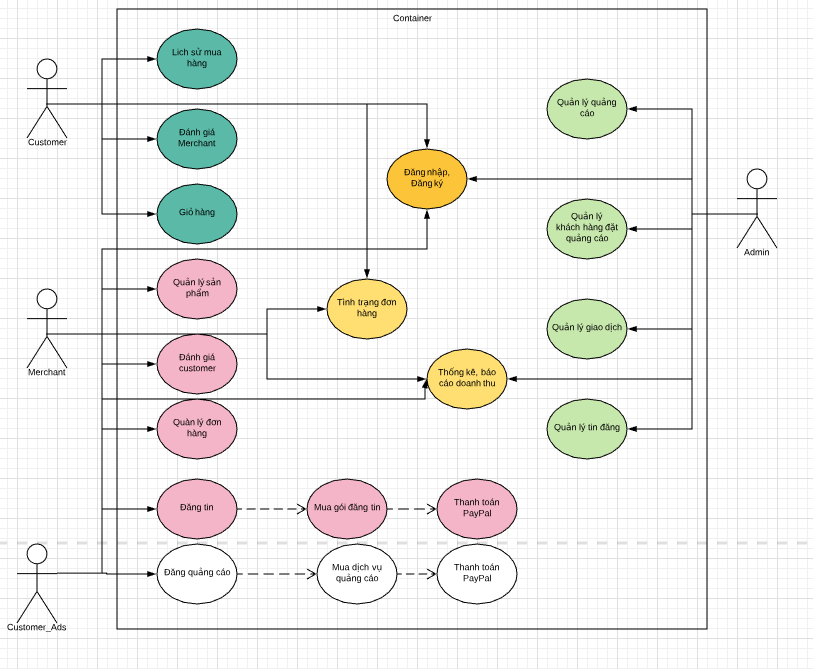 Container
Lich sử mua
hàng
Customer
Đánh giá
Merchant
Giỏ hàng
Đăng nhập,
Đăng ký
Quản lý quảng
cáo
Quản lý
khách hàng đặt
quảng cáo
Admin
Quản lý sản
phẩm
Tình trạng đơn
hàng
Quản lý giao dịch
Merchant
Đánh giá
customer
Thống kê, báo
cáo doanh thu
Quản lý đơn
hàng
Quản lý tin đăng
Đăng tin
Mua gói đăng tin
Thanh toán
PayPal
Đăng quảng cáo
Mua dịch vụ
quảng cáo
Thanh toán
PayPal
Customer_Ads